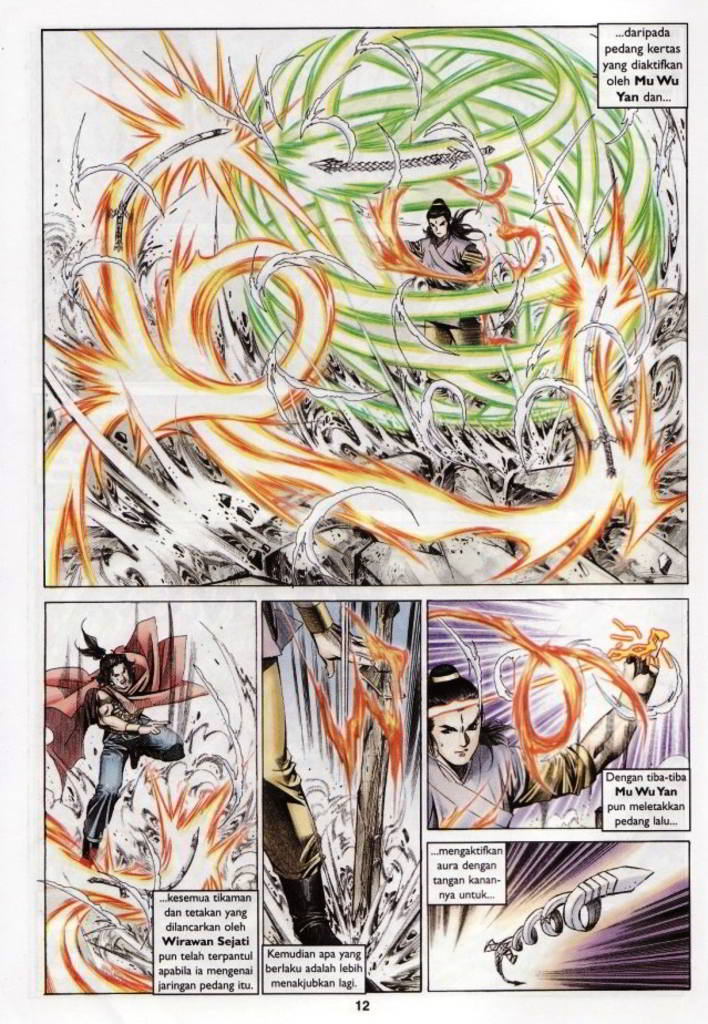 ...daripada
pedang kertas
yang diaktifkan
oleh Mu Wu
Yan dan...
...kesemua tikaman
dan tetakan yang
dilancarkan oleh
Wirawan Sejati
pun telah terpantul
apabila ia mengenai
jaringan pedang itu.
Kemudian apa yang
berlaku adalah lebih
menakjubkan lagi.
Dengan tiba-tiba
Mu Wu Yan
pun meletakkan
pedang lalu...
...mengaktifkan
aura dengan
tangan kanan-
nya untuk...
12